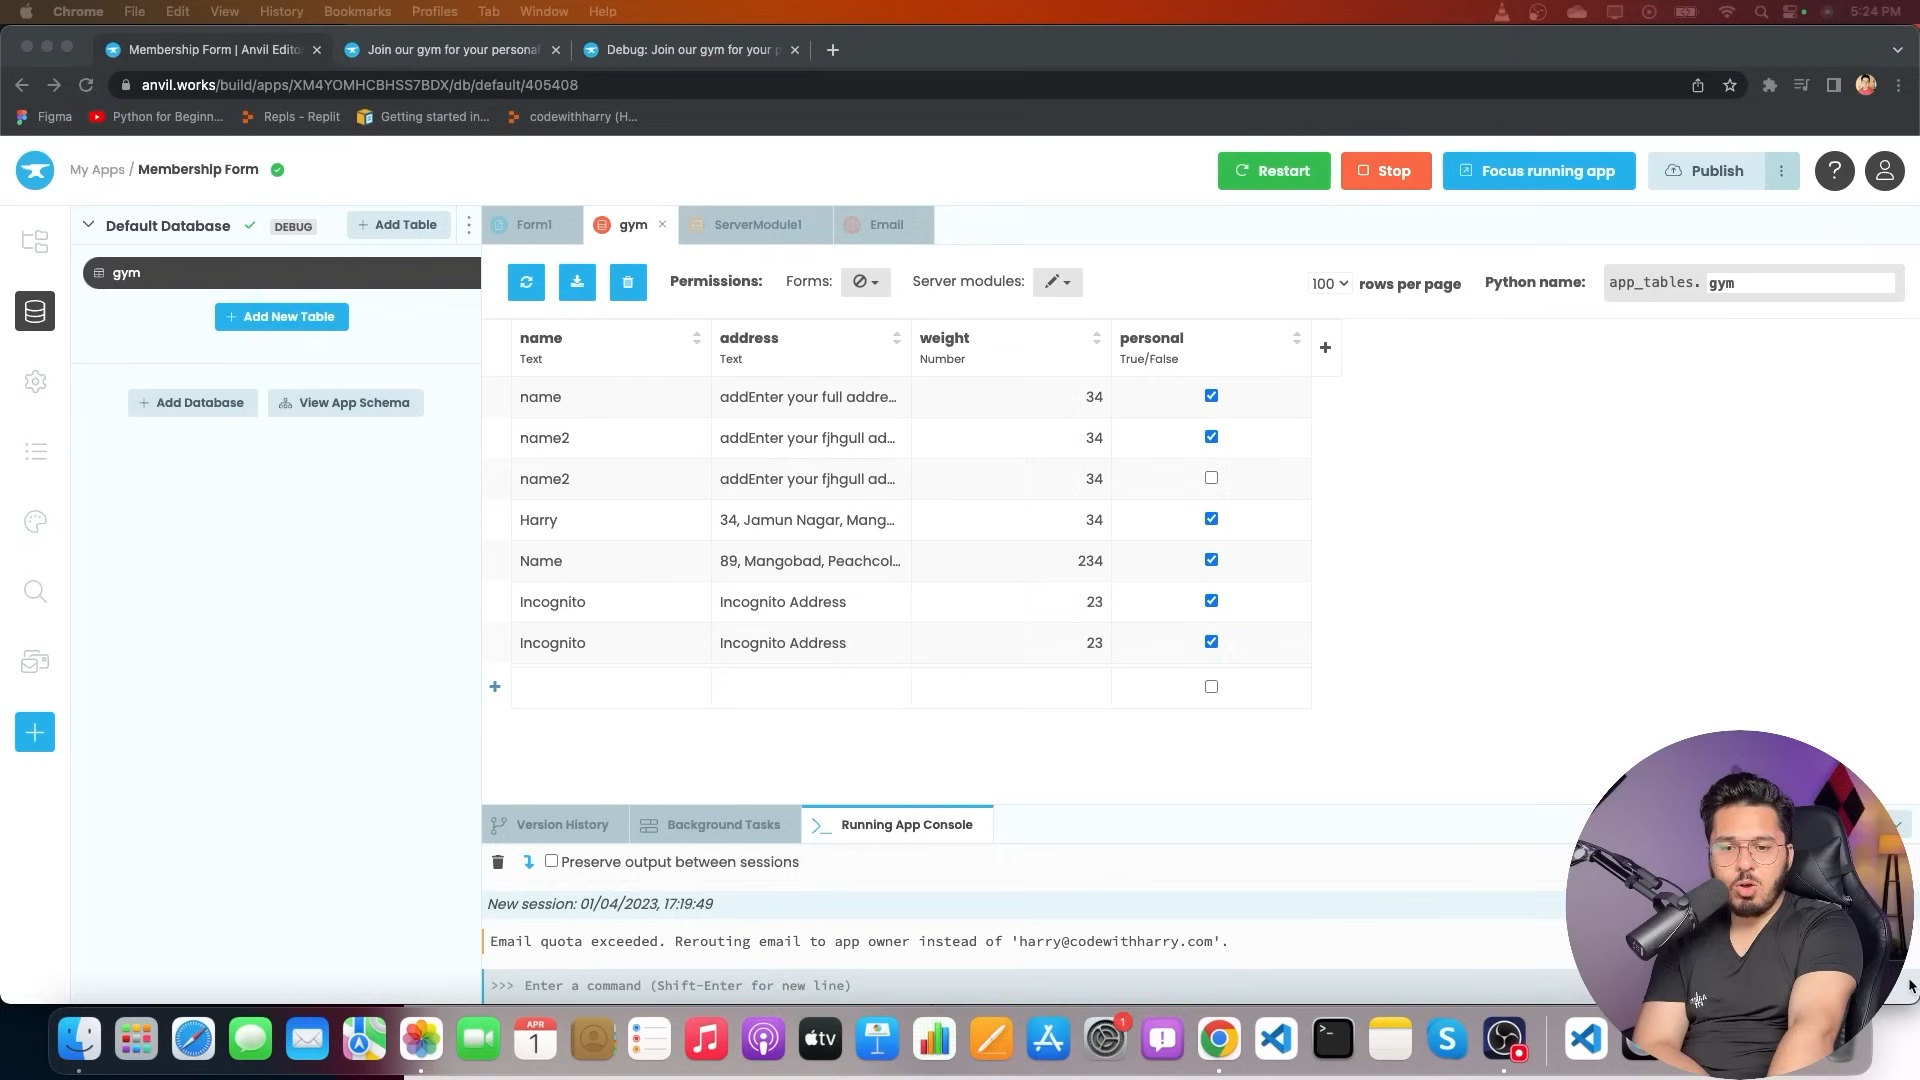 Chrome File Edit View History Bookmarks Profiles Tab Window Help 5:24 PM
Membership Form | Anvil Edito
Join our gym for your personal
Debug: Join our gym for your p
anvil.works/build/apps/XM4YOMHCBHSS7BDX/db/default/405408
Figma
Python for Beginn...
Repls - Replit
Getting started in...
codewithharry (H...
My Apps / Membership Form
Restart
Stop
Focus running app
Publish
?
Default Database
DEBUG
+ Add Table
Form1
gym
ServerModule1
Email
gym
+ Add New Table
+ Add Database
View App Schema
Permissions:
Forms:
Server modules:
100 rows per page
Python name:
app_tables. gym
name address weight personal
Text Text Number True/False
name addEnter your full addre... 34
name2 addEnter your fjhgull ad... 34
name2 addEnter your fjhgull ad... 34
Harry 34, Jamun Nagar, Mang... 34
Name 89, Mangobad, Peachcol... 234
Incognito Incognito Address 23
Incognito Incognito Address 23
Version History
Background Tasks
Running App Console
Preserve output between sessions
New session: 01/04/2023, 17:19:49
Email quota exceeded. Rerouting email to app owner instead of 'harry@codewithharry.com'.
>>> Enter a command (Shift-Enter for new line)
APR
1
tv
1